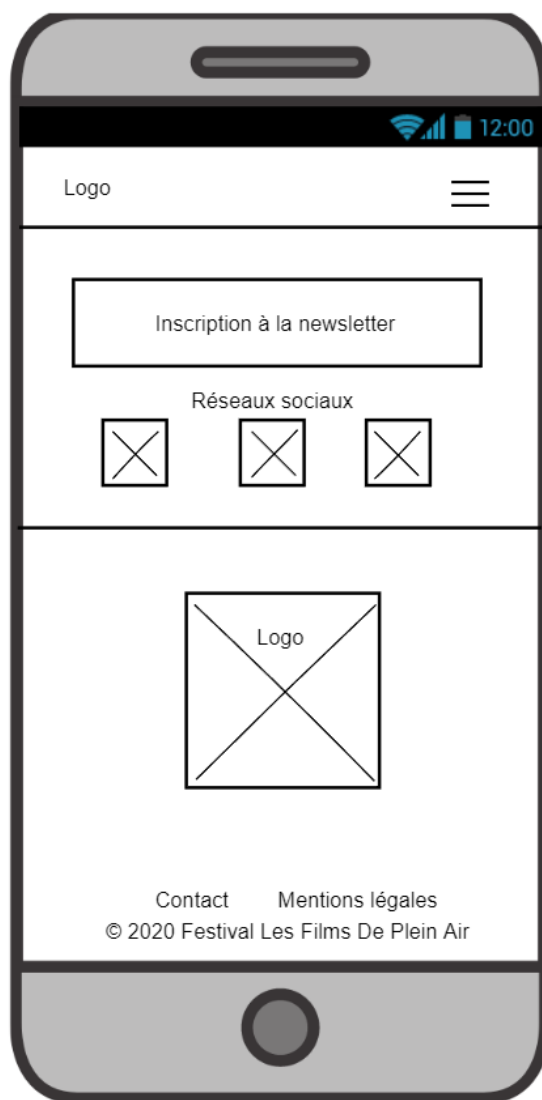 12:00
Logo
Inscription à la newsletter
Réseaux sociaux
Logo
Contact Mentions légales
© 2020 Festival Les Films De Plein Air